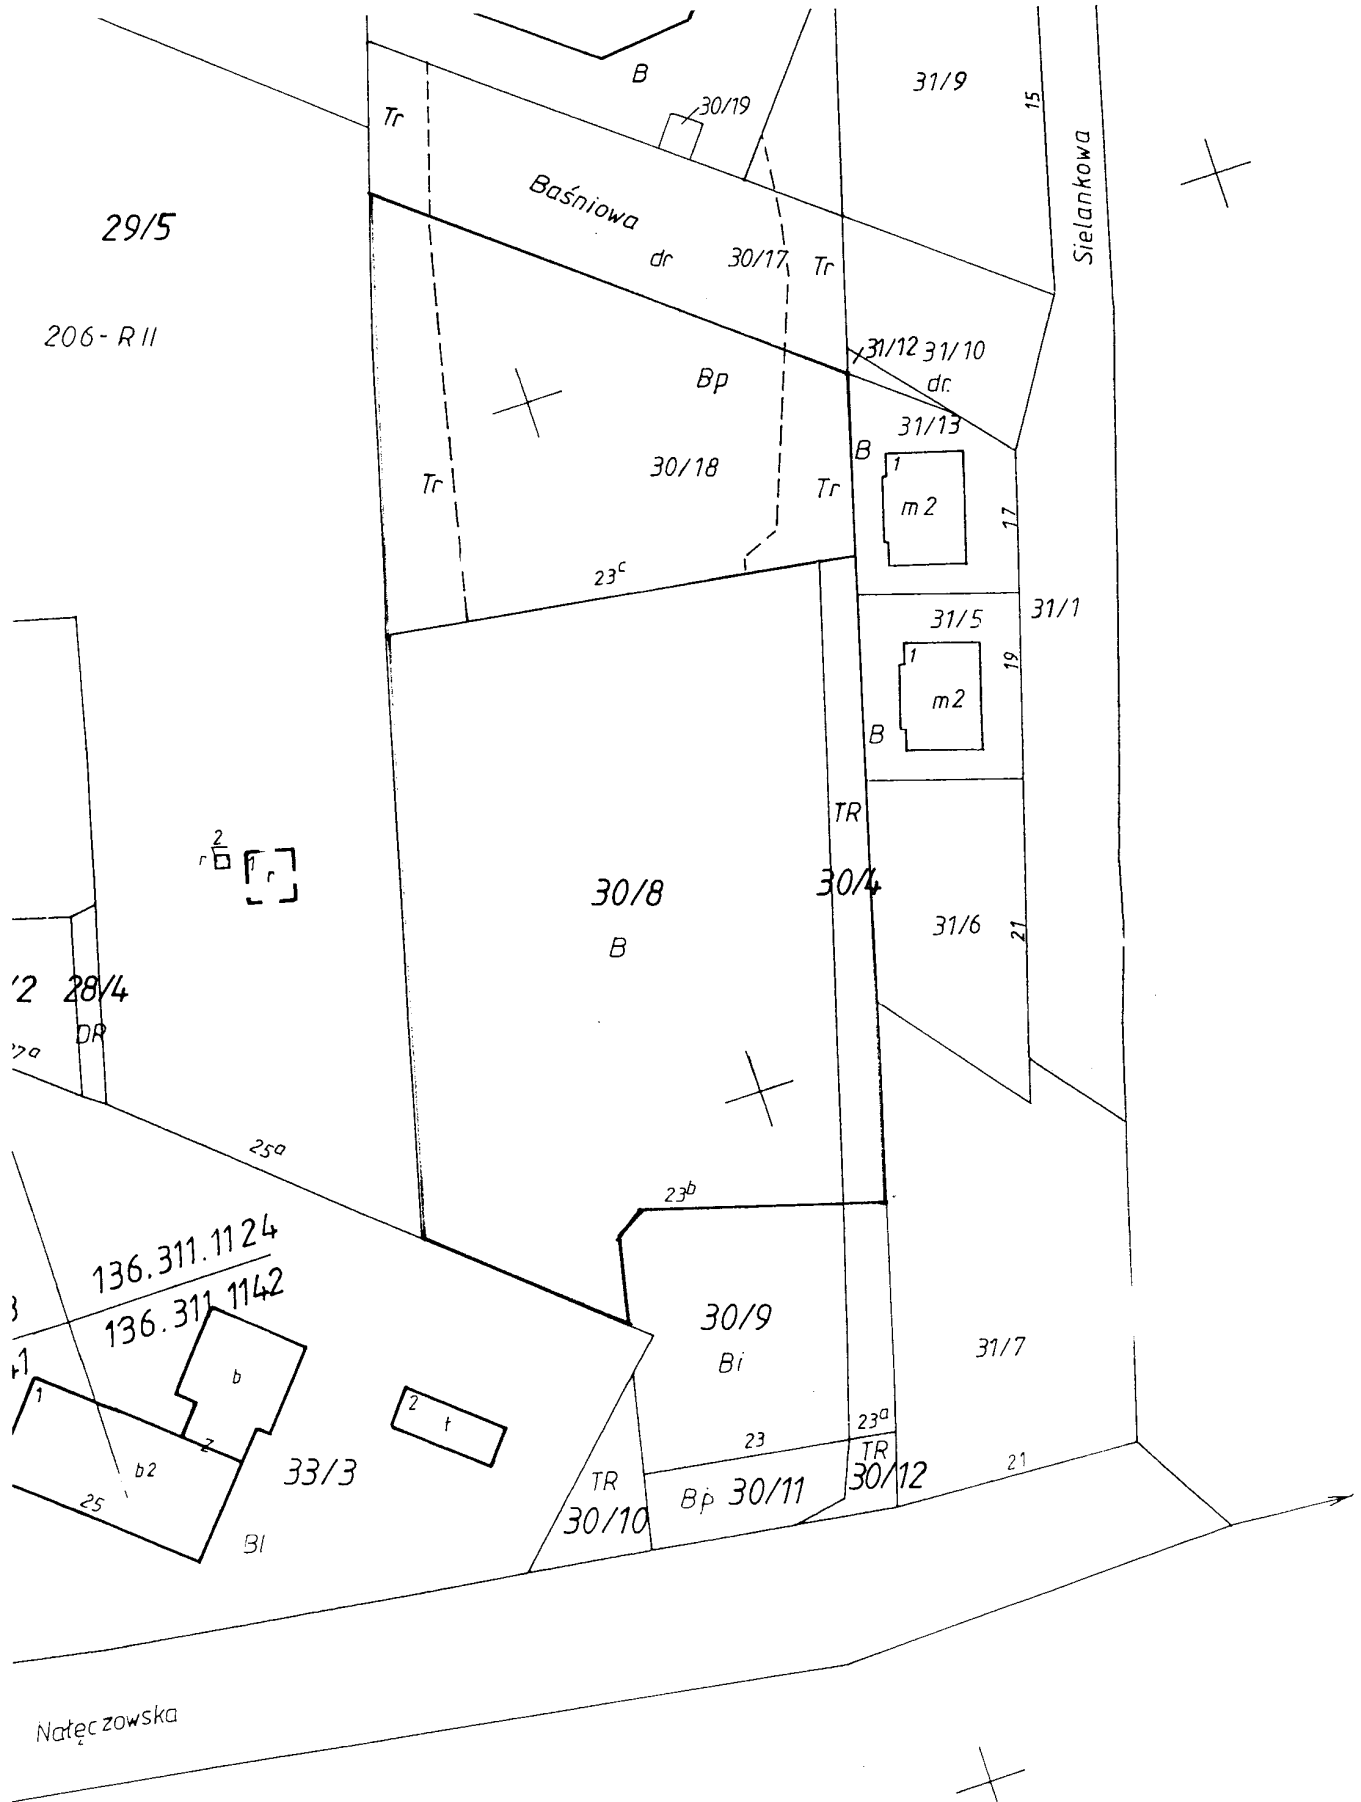 B
31/9
15
30/19
Tr
Sielankowa
Baśniowa
29/5
dr
30/17
Tr
206-RII
31/12
31/10
dr.
Bp
31/13
B
1
30/18
Tr
Tr
m2
17
23c
31/5
31/1
1
19
m2
B
TR
2
r
1
r
30/8
30/4
B
31/6
21
/2
28/4
DR
25a
23b
136.311.1124
136.311.1142
30/9
31/7
Bi
b
1
2
t
23a
23
z
TR
b2
33/3
TR
30/12
21
25
Bp
30/11
30/10
Bl
Nałęczowska